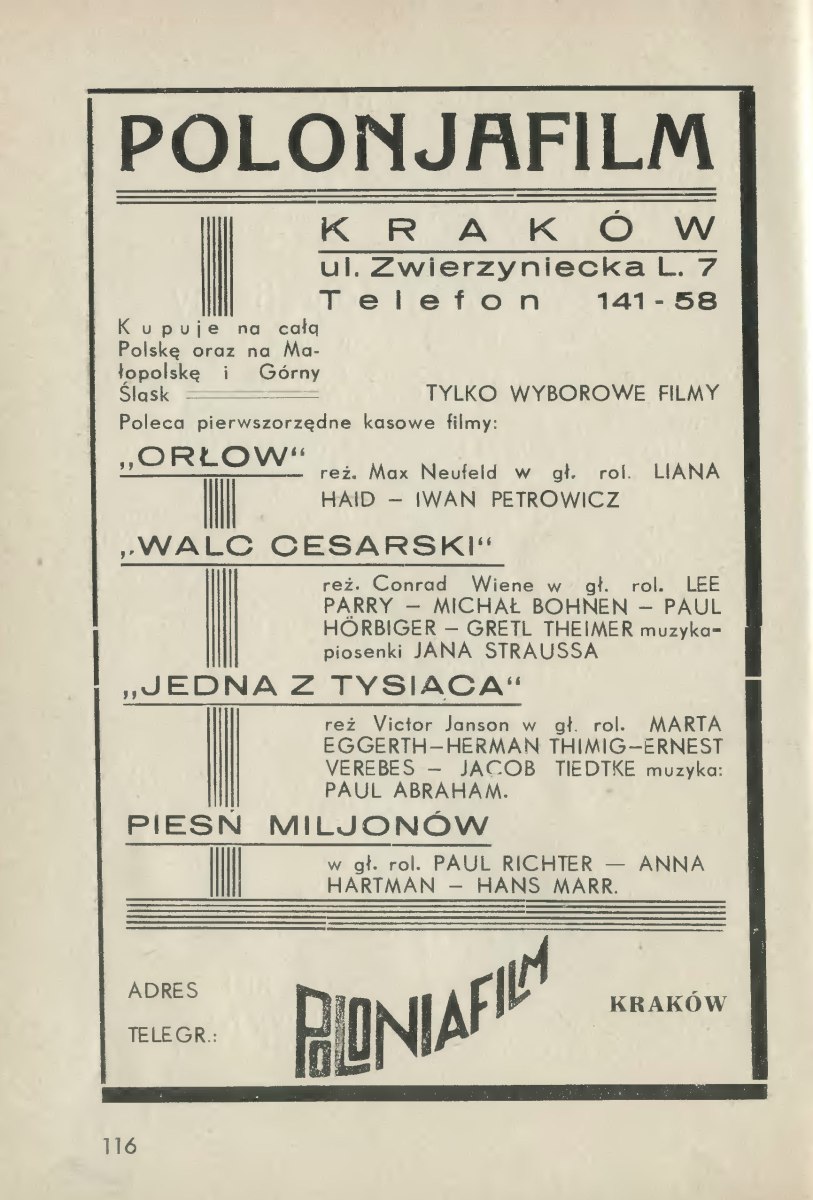 POLONJAFILM
KRAKÓW
ul. Zwierzyniecka L. 7
Telefon 141-58
Kupuje na całą
Polskę oraz na Ma-
łopolskę i Górny
Śląsk
TYLKO WYBOROWE FILMY
Poleca pierwszorzędne kasowe filmy:
„ORŁOW“
reż. Max Neufeld w gł. rol. LIANA
HAID – IWAN PETROWICZ
„WALC CESARSKI“
reż. Conrad Wiene w gł. rol. LEE
PARRY – MICHAŁ BOHNEN – PAUL
HÖRBIGER – GRETL THEIMER muzyka-
piosenki JANA STRAUSSA
„JEDNA Z TYSIĄCA“
reż Victor Janson w gł. rol. MARTA
EGGERTH–HERMAN THIMIG–ERNEST
VEREBES – JACOB TIEDTKE muzyka:
PAUL ABRAHAM.
PIESŃ MILJONÓW
w gł. rol. PAUL RICHTER — ANNA
HARTMAN – HANS MARR.
ADRES
TELEGR.:
POLONIAFILM
KRAKÓW
116